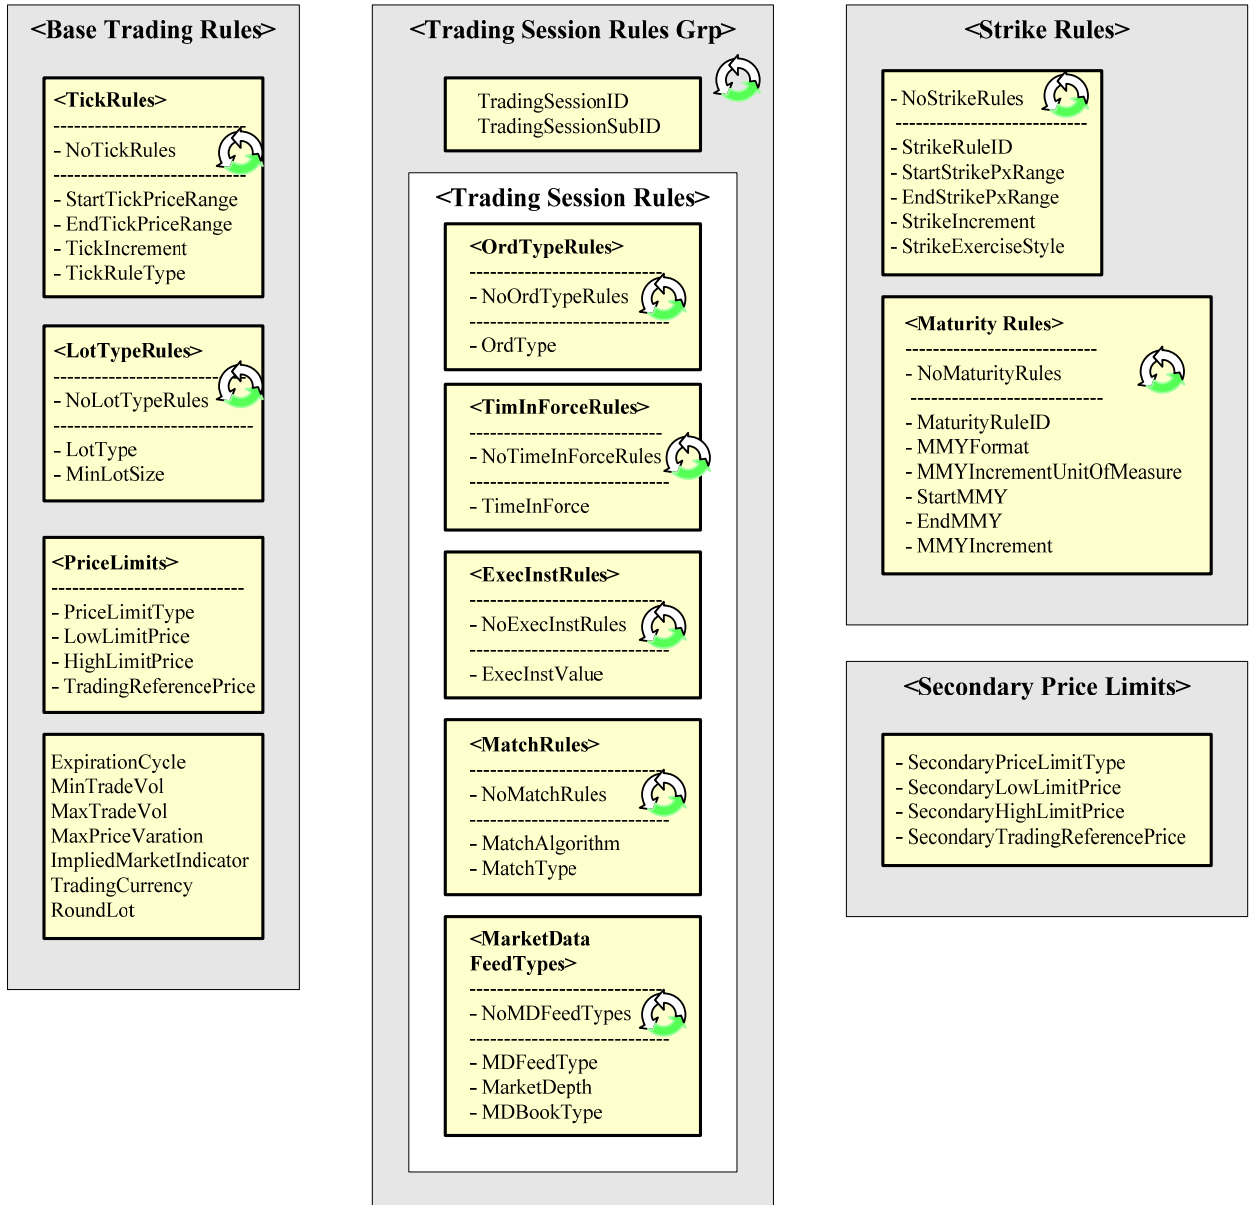 <Base Trading Rules>
<TickRules>
- NoTickRules
- StartTickPriceRange
- EndTickPriceRange
- TickIncrement
- TickRuleType
<LotTypeRules>
- NoLotTypeRules
- LotType
- MinLotSize
<PriceLimits>
- PriceLimitType
- LowLimitPrice
- HighLimitPrice
- TradingReferencePrice
ExpirationCycle
MinTradeVol
MaxTradeVol
MaxPriceVaration
ImpliedMarketIndicator
TradingCurrency
RoundLot
<Trading Session Rules Grp>
TradingSessionID
TradingSessionSubID
<Trading Session Rules>
<OrdTypeRules>
- NoOrdTypeRules
- OrdType
<TimInForceRules>
- NoTimeInForceRules
- TimeInForce
<ExecInstRules>
- NoExecInstRules
- ExecInstValue
<MatchRules>
- NoMatchRules
- MatchAlgorithm
- MatchType
<MarketData
FeedTypes>
- NoMDFeedTypes
- MDFeedType
- MarketDepth
- MDBookType
<Strike Rules>
- NoStrikeRules
- StrikeRuleID
- StartStrikePxRange
- EndStrikePxRange
- StrikeIncrement
- StrikeExerciseStyle
<Maturity Rules>
- NoMaturityRules
- MaturityRuleID
- MMYFormat
- MMYIncrementUnitOfMeasure
- StartMMY
- EndMMY
- MMYIncrement
<Secondary Price Limits>
- SecondaryPriceLimitType
- SecondaryLowLimitPrice
- SecondaryHighLimitPrice
- SecondaryTradingReferencePrice